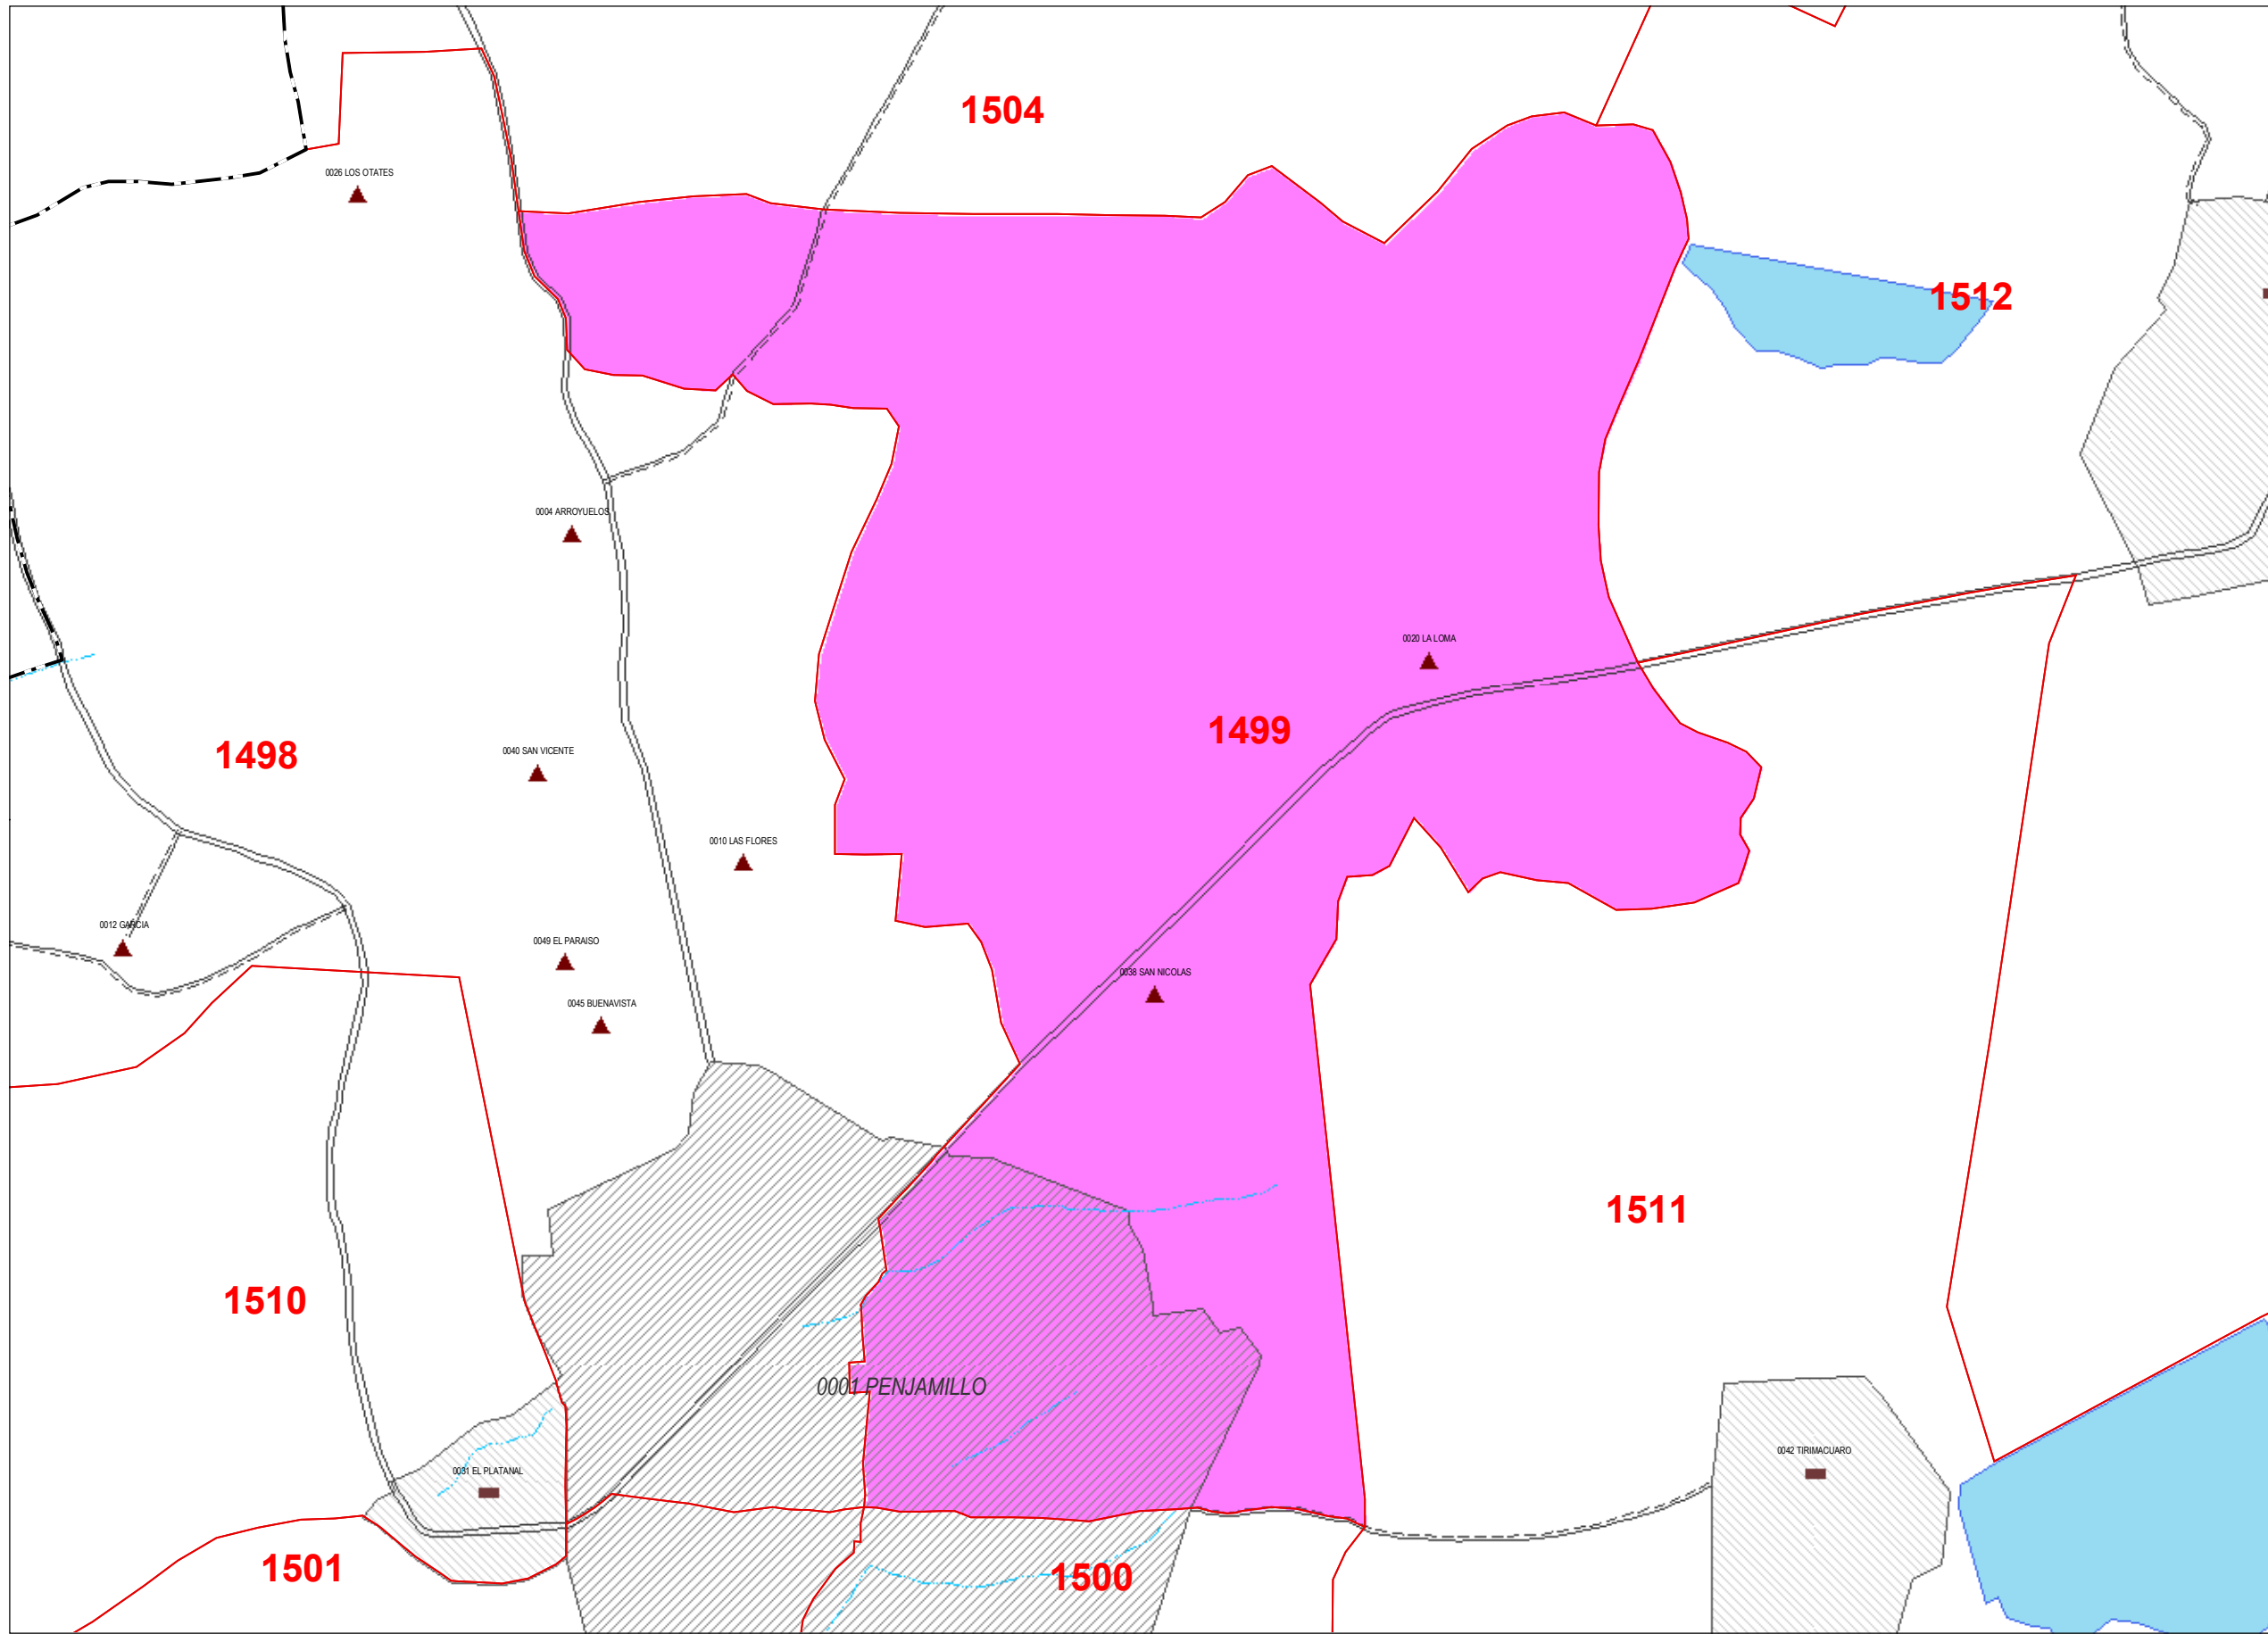 1504
0026 LOS OTATES
1512
0004 ARROYUELOS
0020 LA LOMA
1499
1498
0040 SAN VICENTE
0010 LAS FLORES
0012 GARCIA
0049 EL PARAISO
0038 SAN NICOLAS
0045 BUENAVISTA
1511
1510
0001 PENJAMILLO
0042 TIRIMACUARO
0031 EL PLATANAL
1501
1500